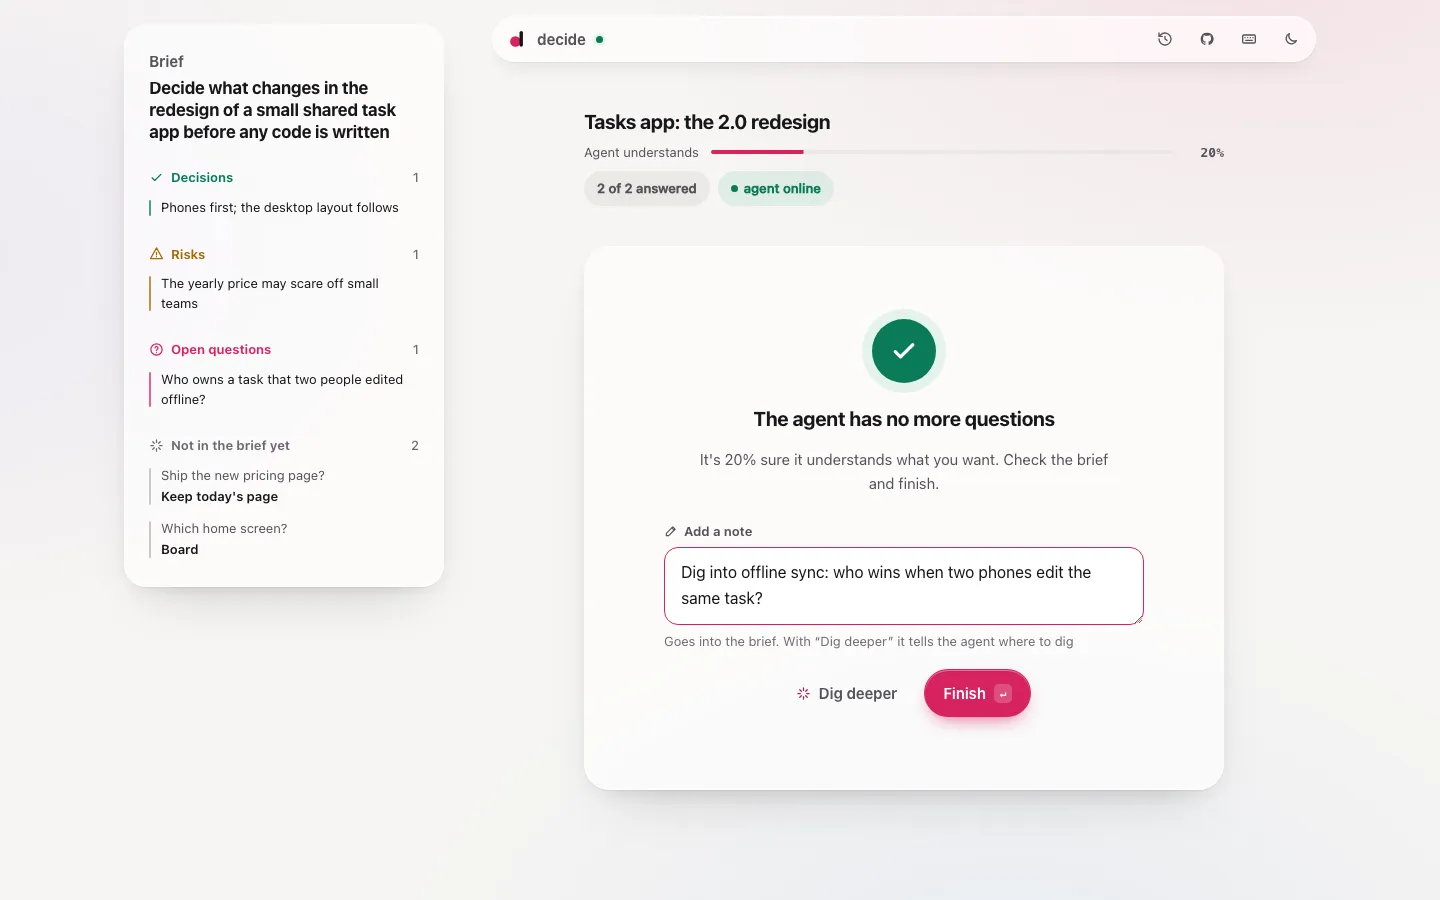 Brief
Decide what changes in the
redesign of a small shared task
app before any code is written
Decisions 1
Phones first; the desktop layout follows
Risks 1
The yearly price may scare off small
teams
Open questions 1
Who owns a task that two people edited
offline?
Not in the brief yet 2
Ship the new pricing page?
Keep today's page
Which home screen?
Board
decide
Tasks app: the 2.0 redesign
Agent understands 20%
2 of 2 answered agent online
The agent has no more questions
It's 20% sure it understands what you want. Check the brief
and finish.
Add a note
Dig into offline sync: who wins when two phones edit the
same task?
Goes into the brief. With “Dig deeper” it tells the agent where to dig
Dig deeper Finish ↵